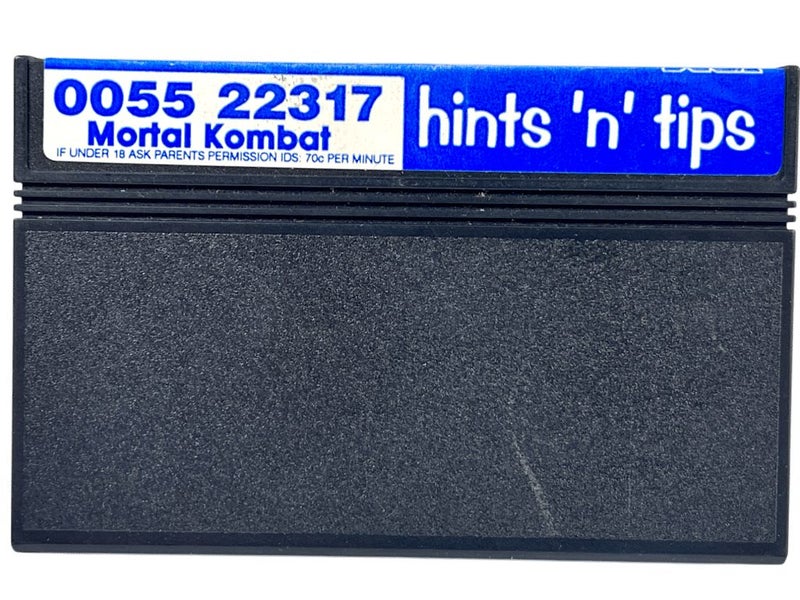 0055 22317
Mortal Kombat
IF UNDER 18 ASK PARENTS PERMISSION IDS: 70c PER MINUTE
hints 'n' tips